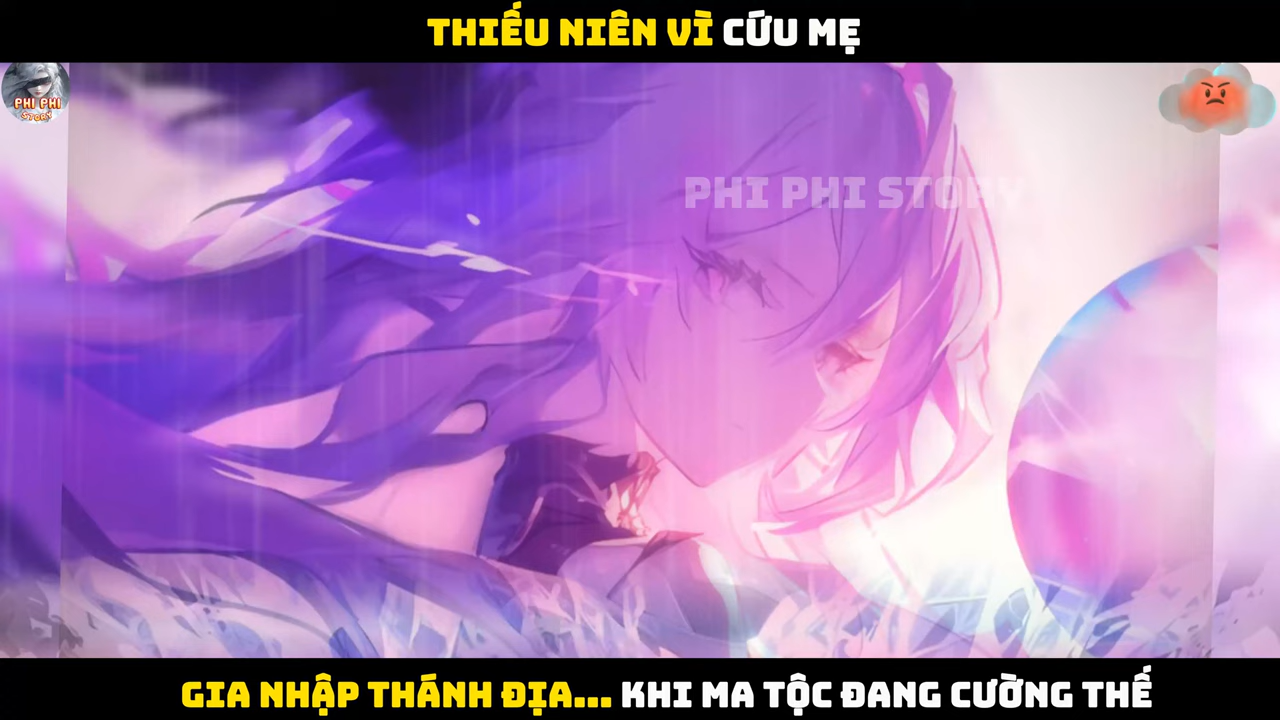 THIẾU NIÊN VÌ CỨU MẸ
PHI PHI
STORY
PHI PHI STORY
GIA NHẬP THÁNH ĐỊA... KHI MA TỘC ĐANG CƯỜNG THẾ